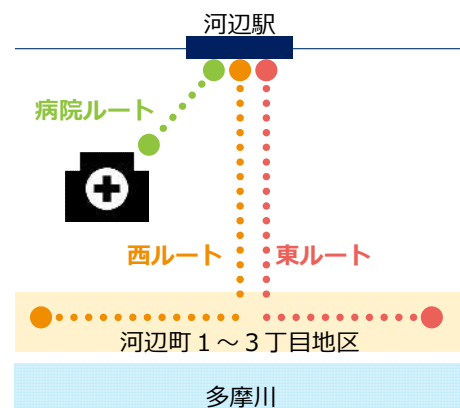 河辺駅
病院ルート
西ルート
東ルート
河辺町１～３丁目地区
多摩川